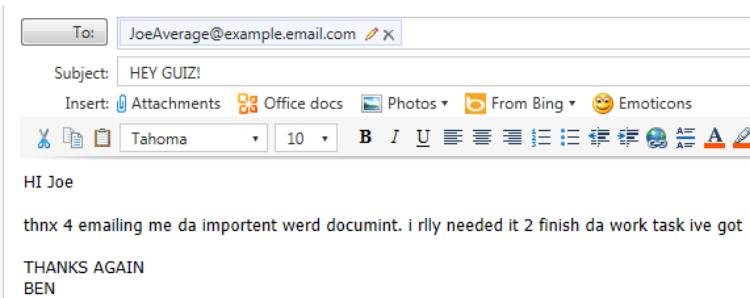 To: JoeAverage@example.email.com
Subject: HEY GUIZ!
Insert: Attachments Office docs Photos From Bing Emoticons
Tahoma 10 B I U A
HI Joe
thnx 4 emailing me da importent werd documint. i rlly needed it 2 finish da work task ive got
THANKS AGAIN
BEN